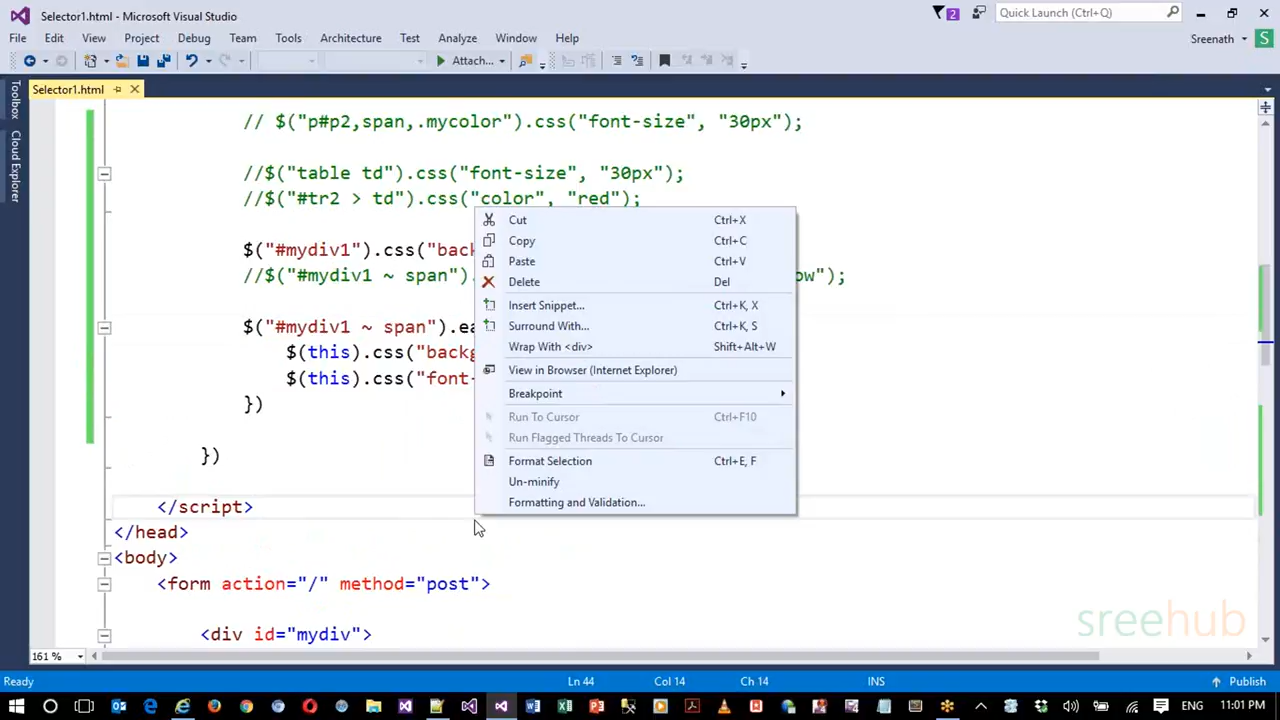 Selector1.html - Microsoft Visual Studio
2
Quick Launch (Ctrl+Q)
File Edit View Project Debug Team Tools Architecture Test Analyze Window Help
Sreenath S
Attach...
Toolbox
Cloud Explorer
Selector1.html
// $("p#p2,span,.mycolor").css("font-size", "30px");
//$("table td").css("font-size", "30px");
//$("#tr2 > td").css("color", "red");
$("#mydiv1").css("bac
//$("#mydiv1 ~ span"). ow");
$("#mydiv1 ~ span").ea
$(this).css("backg
$(this).css("font-
})
})
</script>
</head>
<body>
<form action="/" method="post">
<div id="mydiv">
Cut Ctrl+X
Copy Ctrl+C
Paste Ctrl+V
Delete Del
Insert Snippet... Ctrl+K, X
Surround With... Ctrl+K, S
Wrap With <div> Shift+Alt+W
View in Browser (Internet Explorer)
Breakpoint
Run To Cursor Ctrl+F10
Run Flagged Threads To Cursor
Format Selection Ctrl+E, F
Un-minify
Formatting and Validation...
sreehub
161 %
Ready Ln 44 Col 14 Ch 14 INS Publish
ENG 11:01 PM